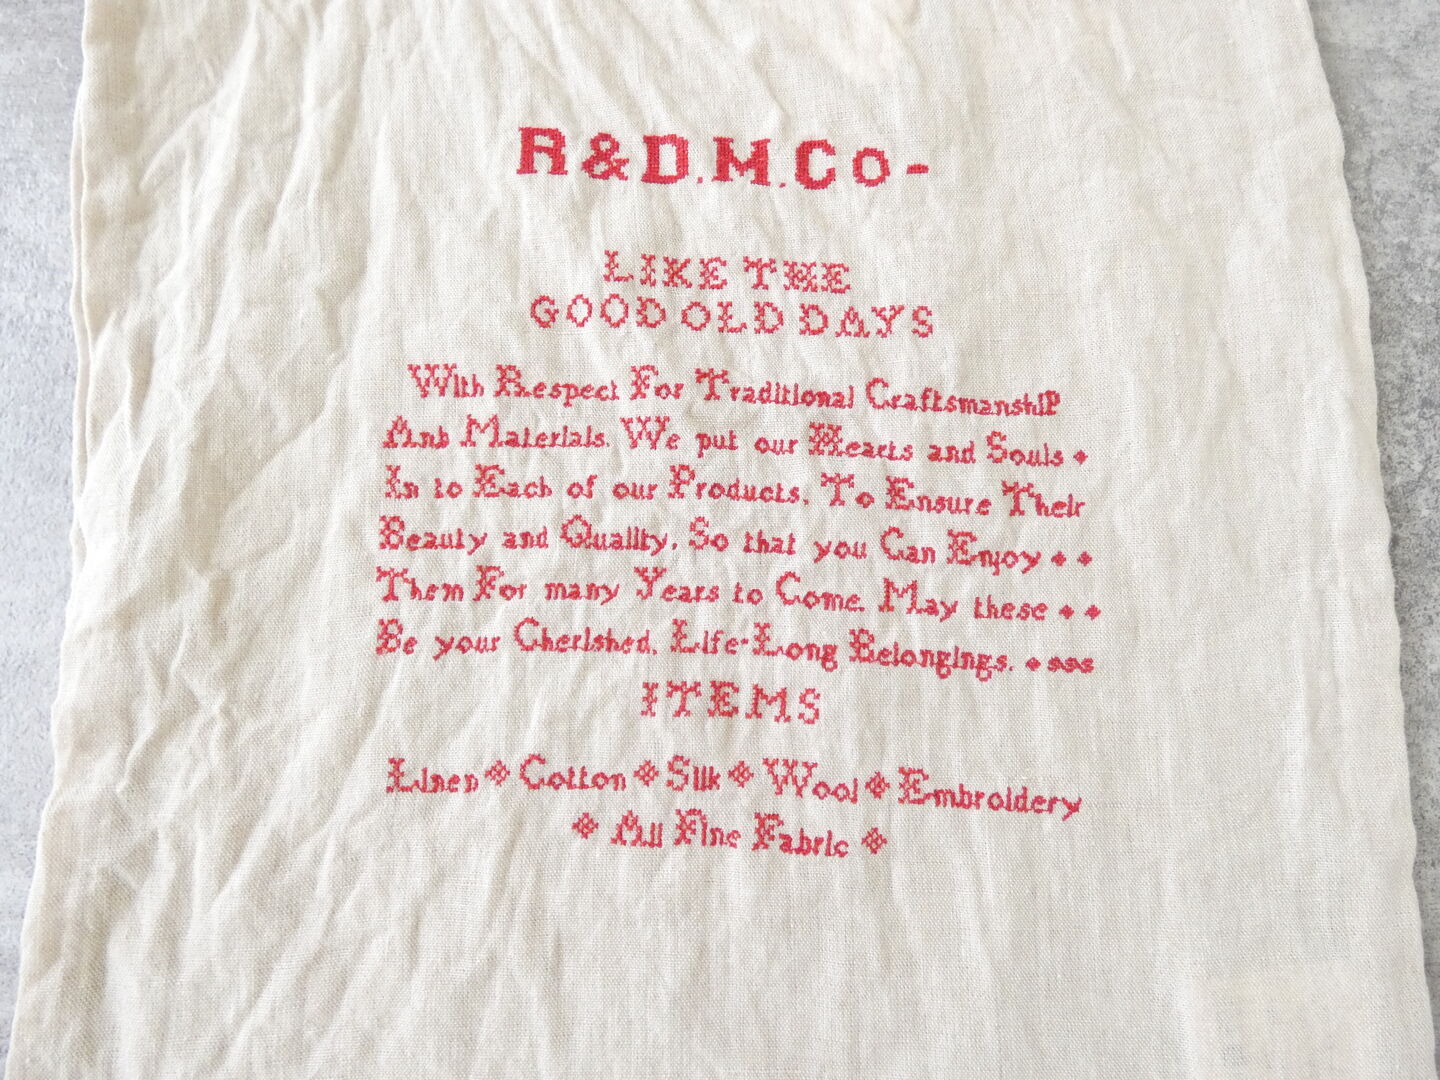 R&D.M.Co-
LIKE THE
GOOD OLD DAYS
With Respect For Traditional CraftsmanshiP
And Materials. We put our Hearts and Souls
In to Each of our Products. To Ensure Their
Beauty and Quality. So that you Can Enjoy
Them For many Years to Come. May these
Be your Cherished. Life-Long Belongings.
ITEMS
Linen Cotton Silk Wool Embroidery
All Fine Fabric